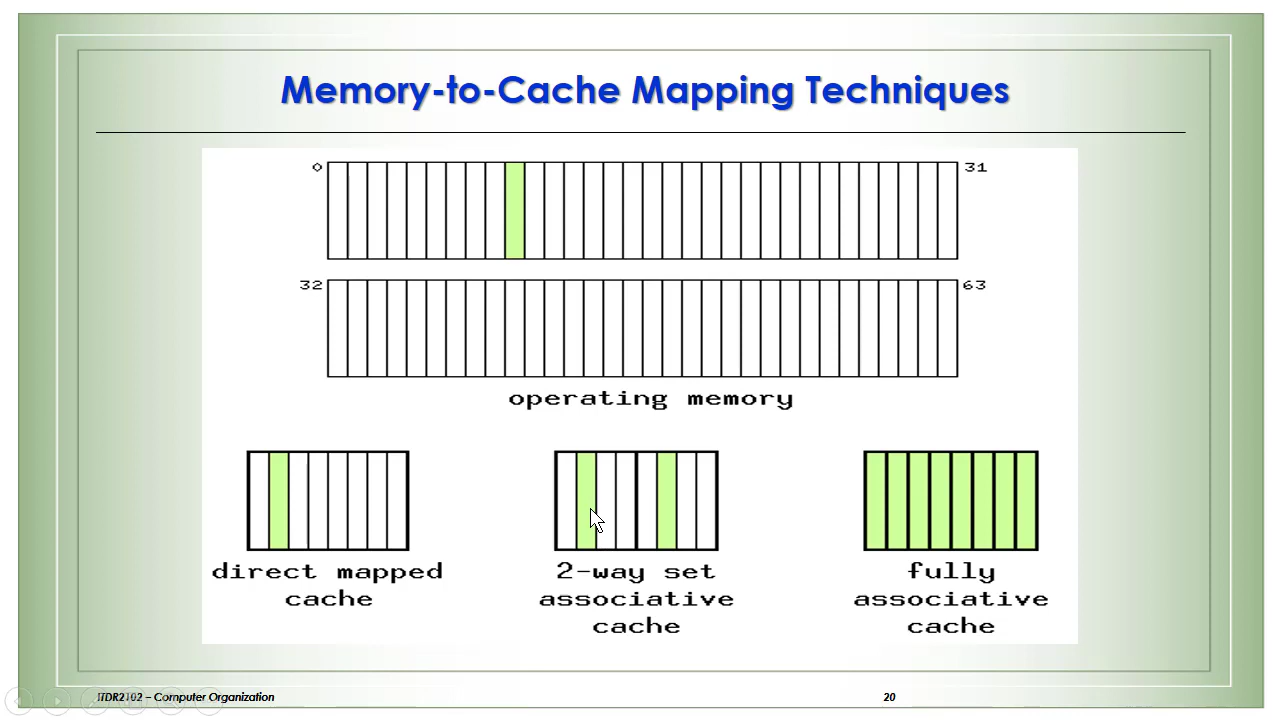 Memory-to-Cache Mapping Techniques
0
31
32
63
operating memory
direct mapped
cache
2-way set
associative
cache
fully
associative
cache
ITDR2102 – Computer Organization
20